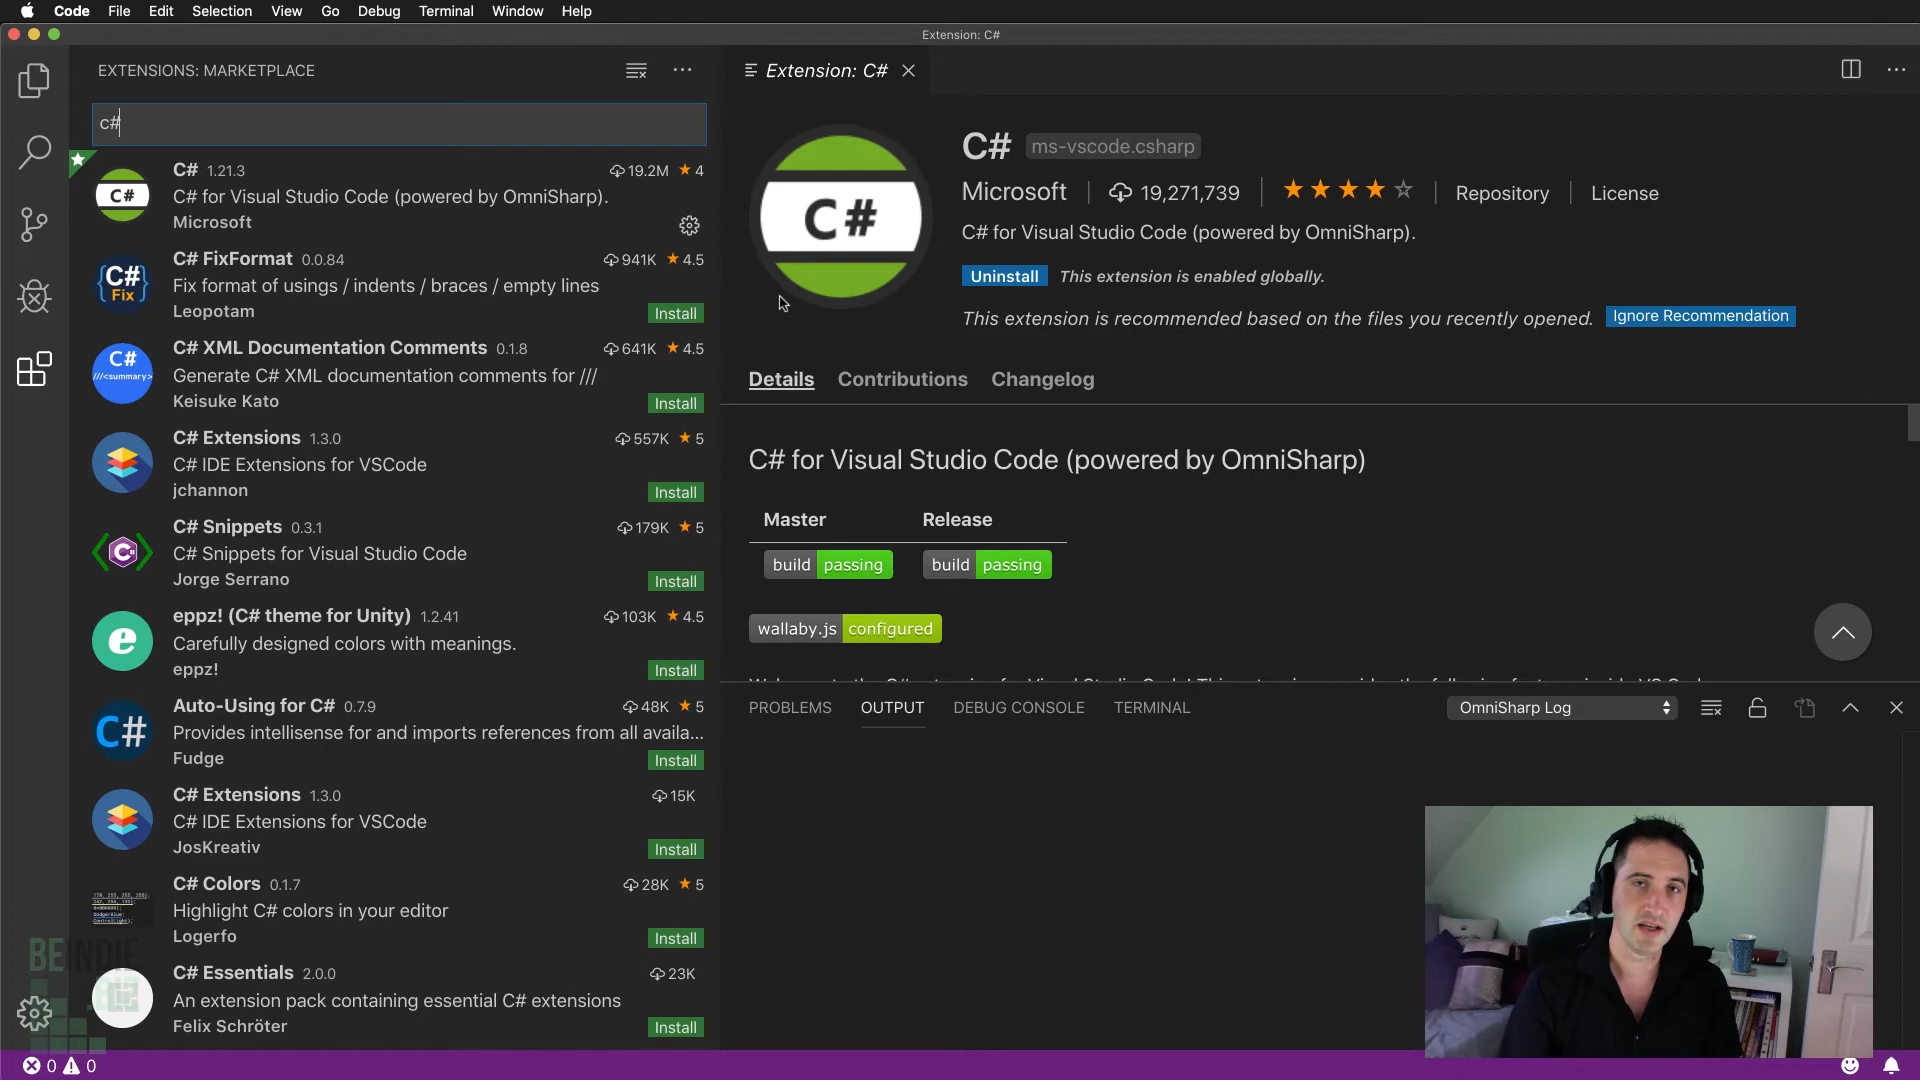 Code File Edit Selection View Go Debug Terminal Window Help
Extension: C#
EXTENSIONS: MARKETPLACE
c#
C# 1.21.3 19.2M 4
C# for Visual Studio Code (powered by OmniSharp).
Microsoft
C#
C# FixFormat 0.0.84 941K 4.5
Fix format of usings / indents / braces / empty lines
Leopotam Install
{C#}
Fix
C# XML Documentation Comments 0.1.8 641K 4.5
Generate C# XML documentation comments for ///
Keisuke Kato Install
C#
///<summary>
C# Extensions 1.3.0 557K 5
C# IDE Extensions for VSCode
jchannon Install
C# Snippets 0.3.1 179K 5
C# Snippets for Visual Studio Code
Jorge Serrano Install
C
eppz! (C# theme for Unity) 1.2.41 103K 4.5
Carefully designed colors with meanings.
eppz! Install
e
Auto-Using for C# 0.7.9 48K 5
Provides intellisense for and imports references from all availa...
Fudge Install
C#
C# Extensions 1.3.0 15K
C# IDE Extensions for VSCode
JosKreativ Install
C# Colors 0.1.7 28K 5
Highlight C# colors in your editor
Logerfo Install
C# Essentials 2.0.0 23K
An extension pack containing essential C# extensions
Felix Schröter Install
BEINDIE
0 0
Extension: C#
C#
C# ms-vscode.csharp
Microsoft | 19,271,739 | Repository | License
C# for Visual Studio Code (powered by OmniSharp).
Uninstall This extension is enabled globally.
This extension is recommended based on the files you recently opened. Ignore Recommendation
Details Contributions Changelog
C# for Visual Studio Code (powered by OmniSharp)
Master Release
build passing build passing
wallaby.js configured
PROBLEMS OUTPUT DEBUG CONSOLE TERMINAL OmniSharp Log